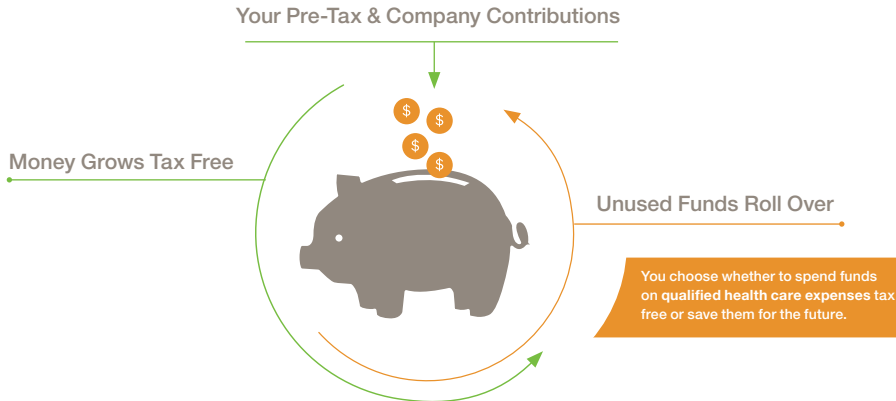 Your Pre-Tax & Company Contributions
$
$
$
$
Money Grows Tax Free
Unused Funds Roll Over
You choose whether to spend funds
on qualified health care expenses tax
free or save them for the future.